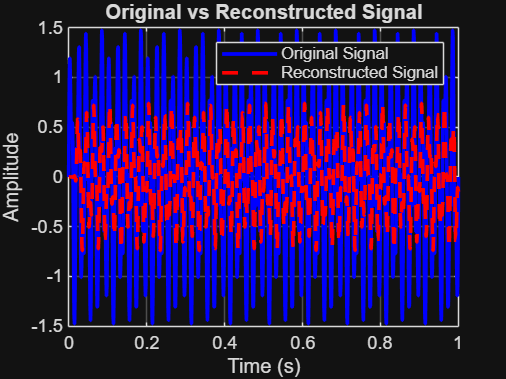 Original vs Reconstructed Signal
1.5
Original Signal
Reconstructed Signal
1
0.5
0
-0.5
-1
-1.5
Amplitude
0 0.2 0.4 0.6 0.8 1
Time (s)